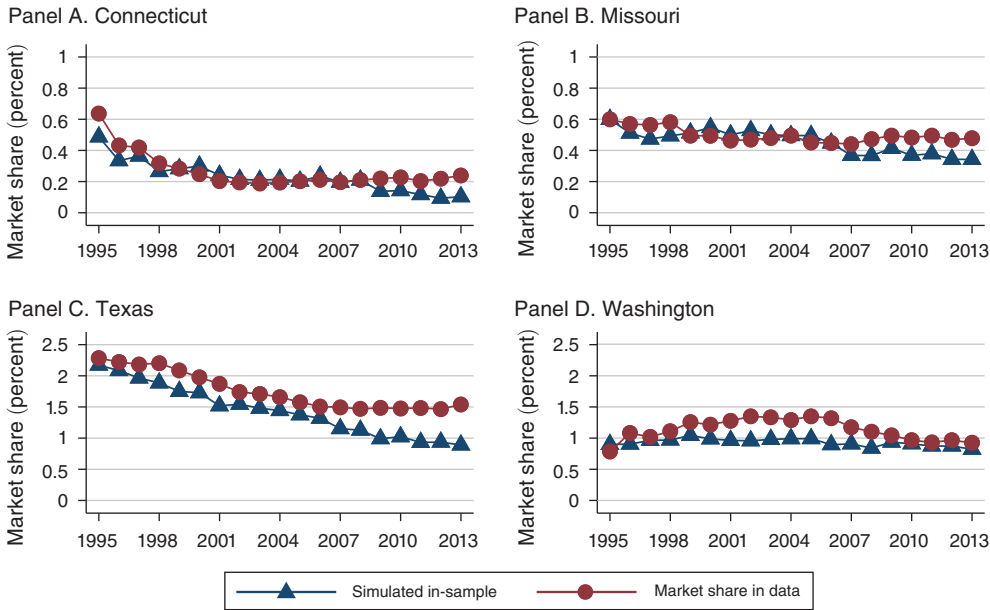 Panel A. Connecticut
Market share (percent)
1
0.8
0.6
0.4
0.2
0
1995 1998 2001 2004 2007 2010 2013
Panel B. Missouri
Market share (percent)
1
0.8
0.6
0.4
0.2
0
1995 1998 2001 2004 2007 2010 2013
Panel C. Texas
Market share (percent)
2.5
2
1.5
1
0.5
0
1995 1998 2001 2004 2007 2010 2013
Panel D. Washington
Market share (percent)
2.5
2
1.5
1
0.5
0
1995 1998 2001 2004 2007 2010 2013
Simulated in-sample Market share in data